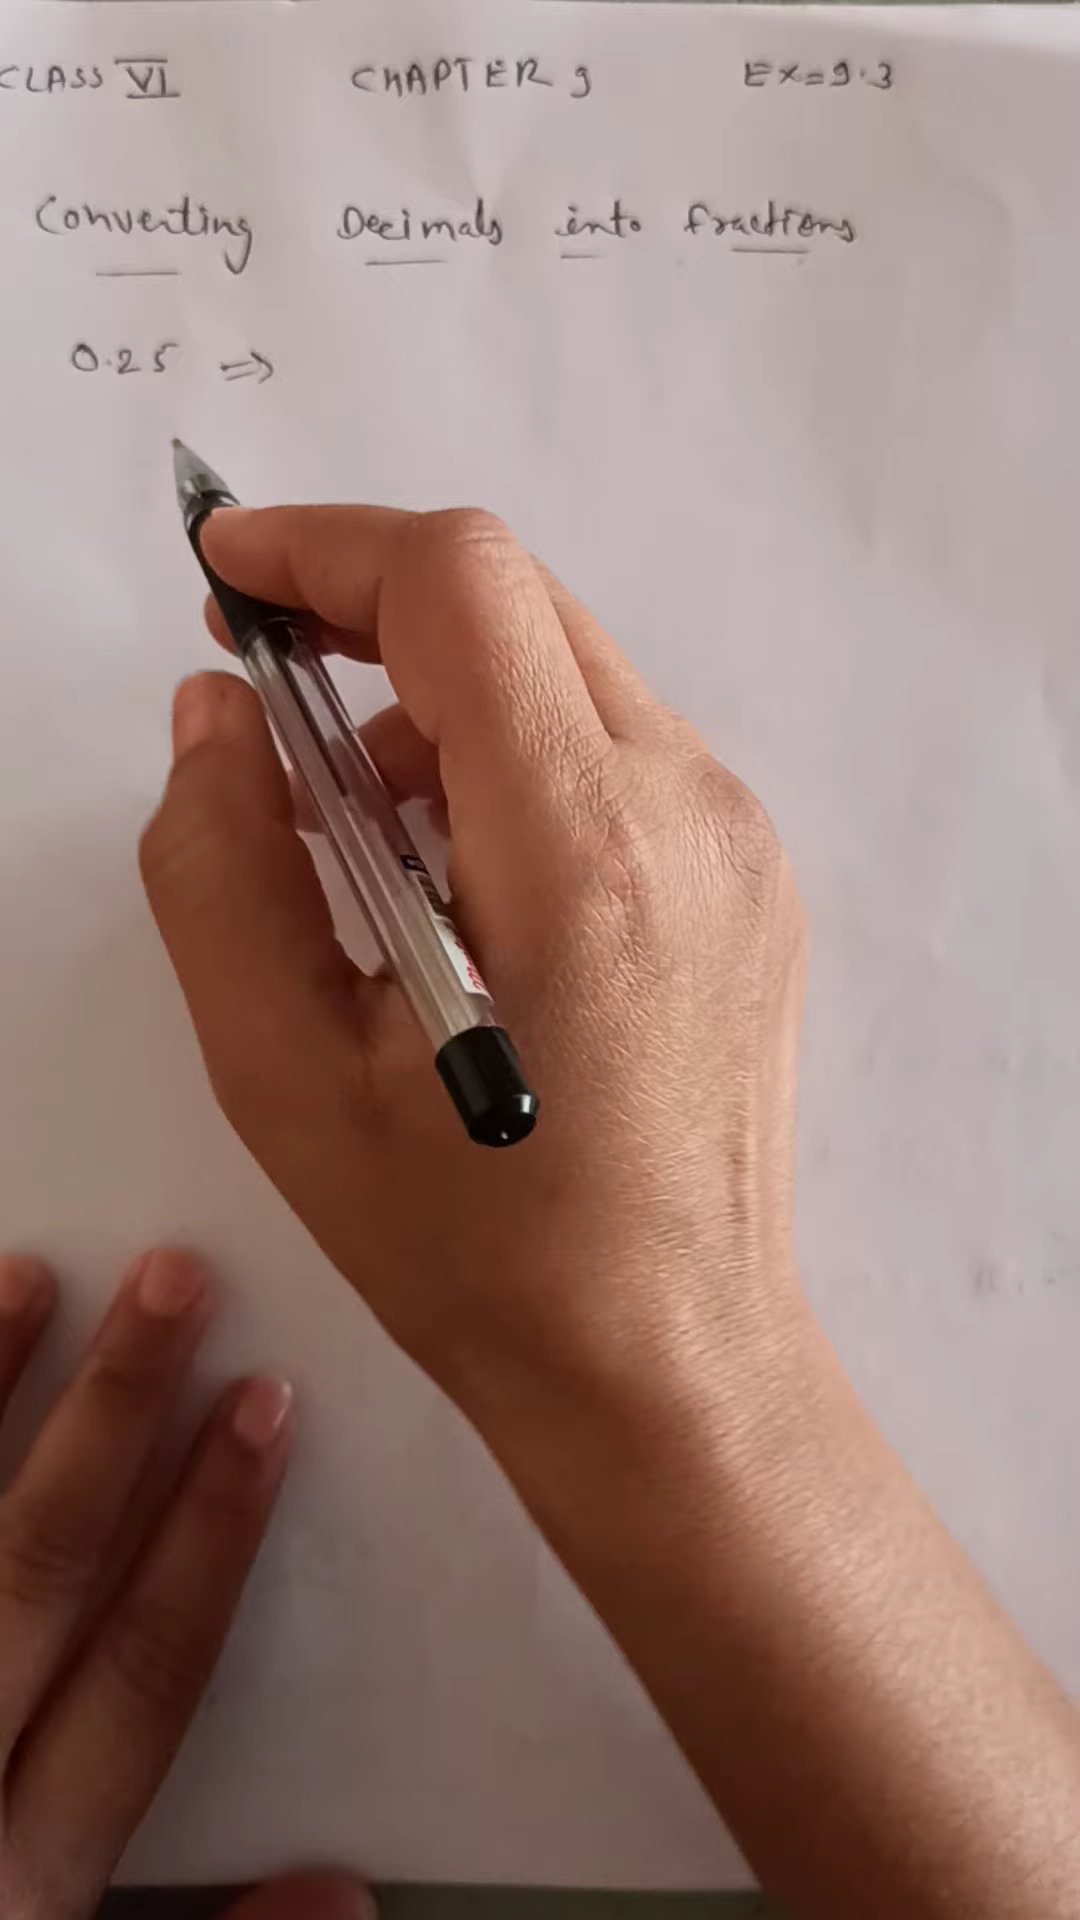 CLASS VI CHAPTER 9 EX=9.3
Converting Decimals into fractions
0.25 ⇒